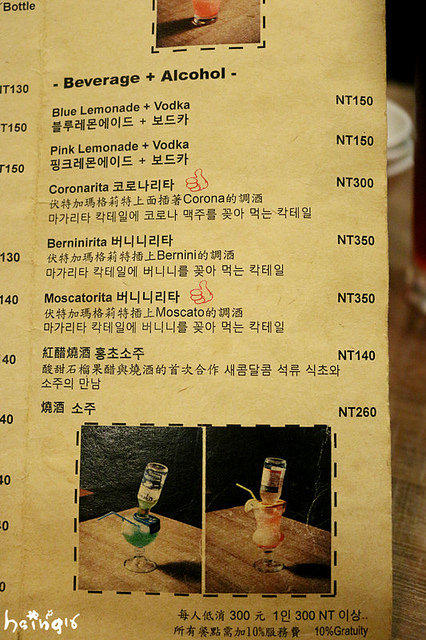 Bottle
- Beverage + Alcohol -
NT130
Blue Lemonade + Vodka NT150
블루레몬에이드 + 보드카
T150
Pink Lemonade + Vodka NT150
핑크레몬에이드 + 보드카
T150
Coronarita 코로나리타 NT300
伏特加瑪格莉特上面插著Corona的調酒
마가리타 칵테일에 코로나 맥주를 꽂아 먹는 칵테일
Berninirita 버니니리타 NT350
130
伏特加瑪格莉特插上Bernini的調酒
마가리타 칵테일에 버니니를 꽂아 먹는 칵테일
140
Moscatorita 버니니리타 NT350
伏特加瑪格莉特插上Moscato的調酒
마가리타 칵테일에 버니니를 꽂아 먹는 칵테일
40
紅醋燒酒 홍초소주 NT140
酸甜石榴果醋與燒酒的首次合作 새콤달콤 석류 식초와
소주의 만남
40
燒酒 소주 NT260
40
0
0
每人低消 300 元 1인 300 NT 이상..
所有餐點需加10%服務費 10%Gratuity